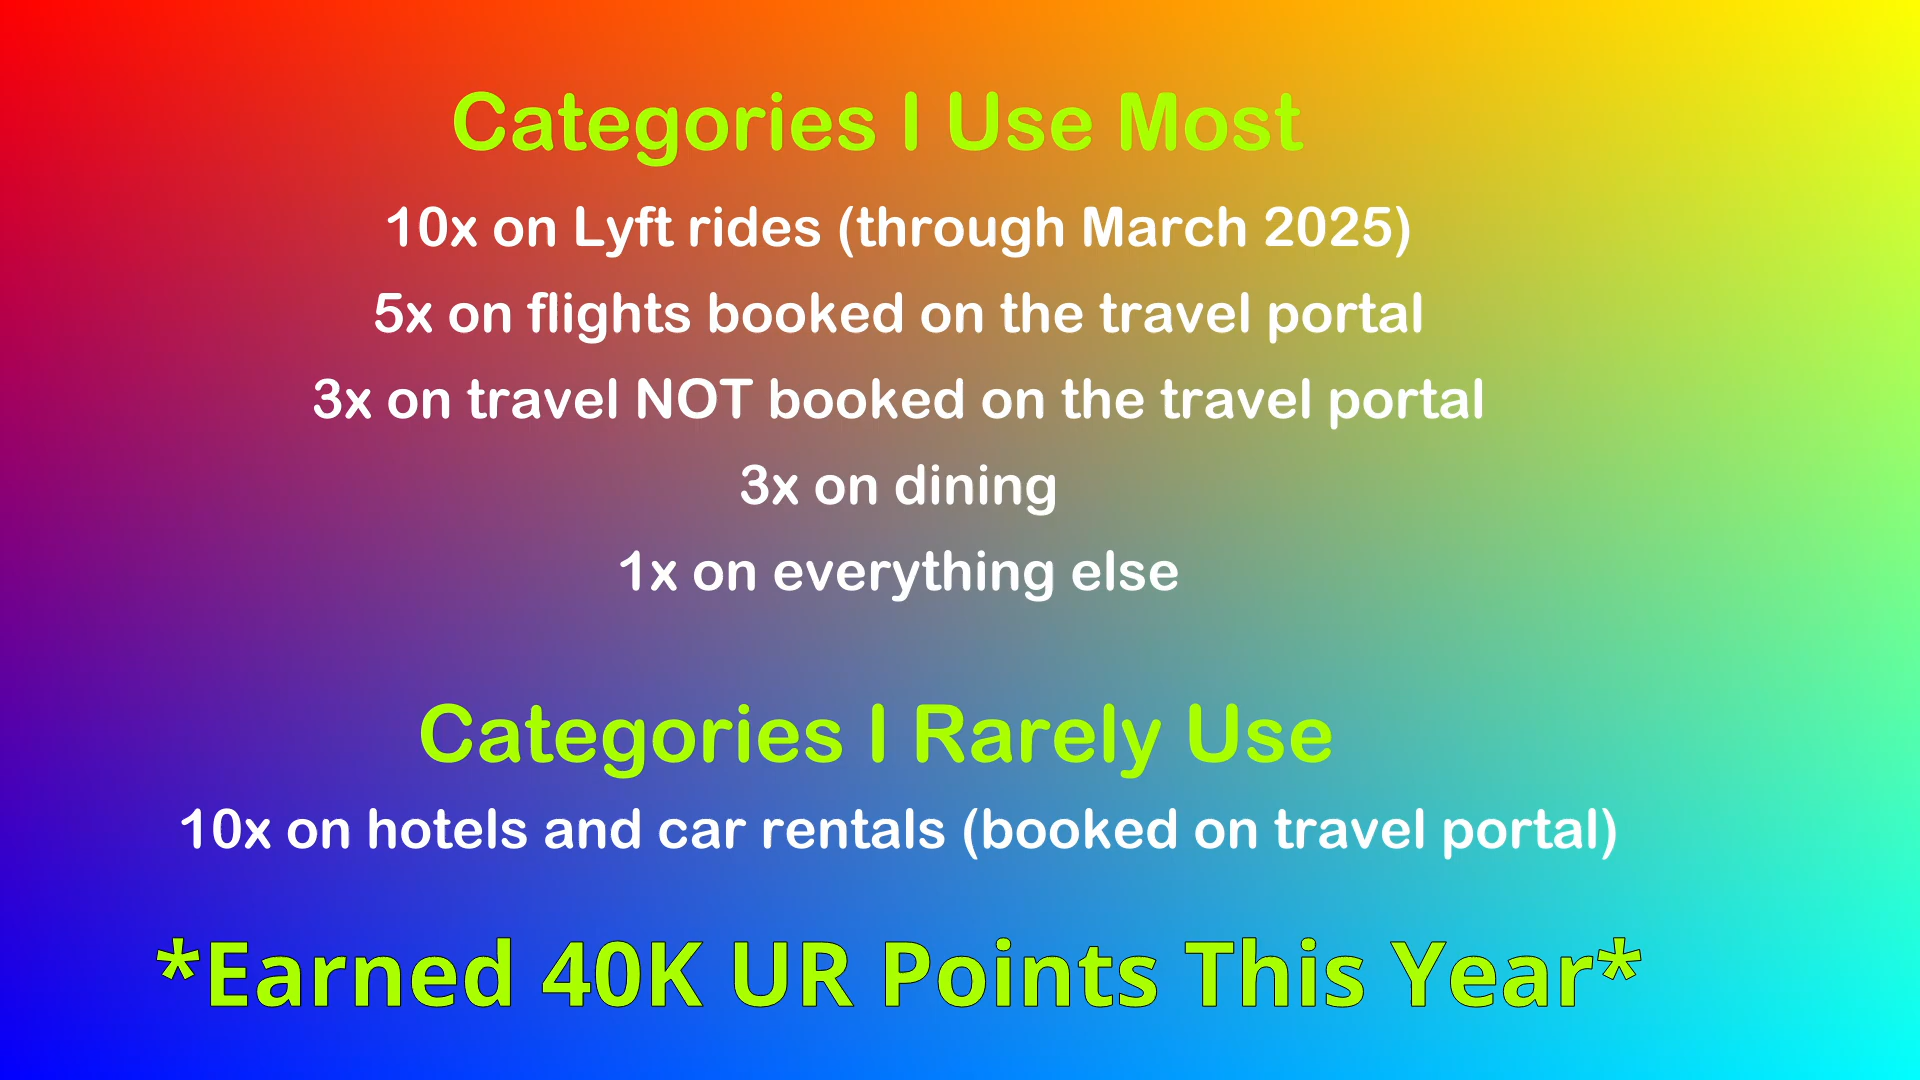 Categories I Use Most
10x on Lyft rides (through March 2025)
5x on flights booked on the travel portal
3x on travel NOT booked on the travel portal
3x on dining
1x on everything else
Categories I Rarely Use
10x on hotels and car rentals (booked on travel portal)
*Earned 40K UR Points This Year*